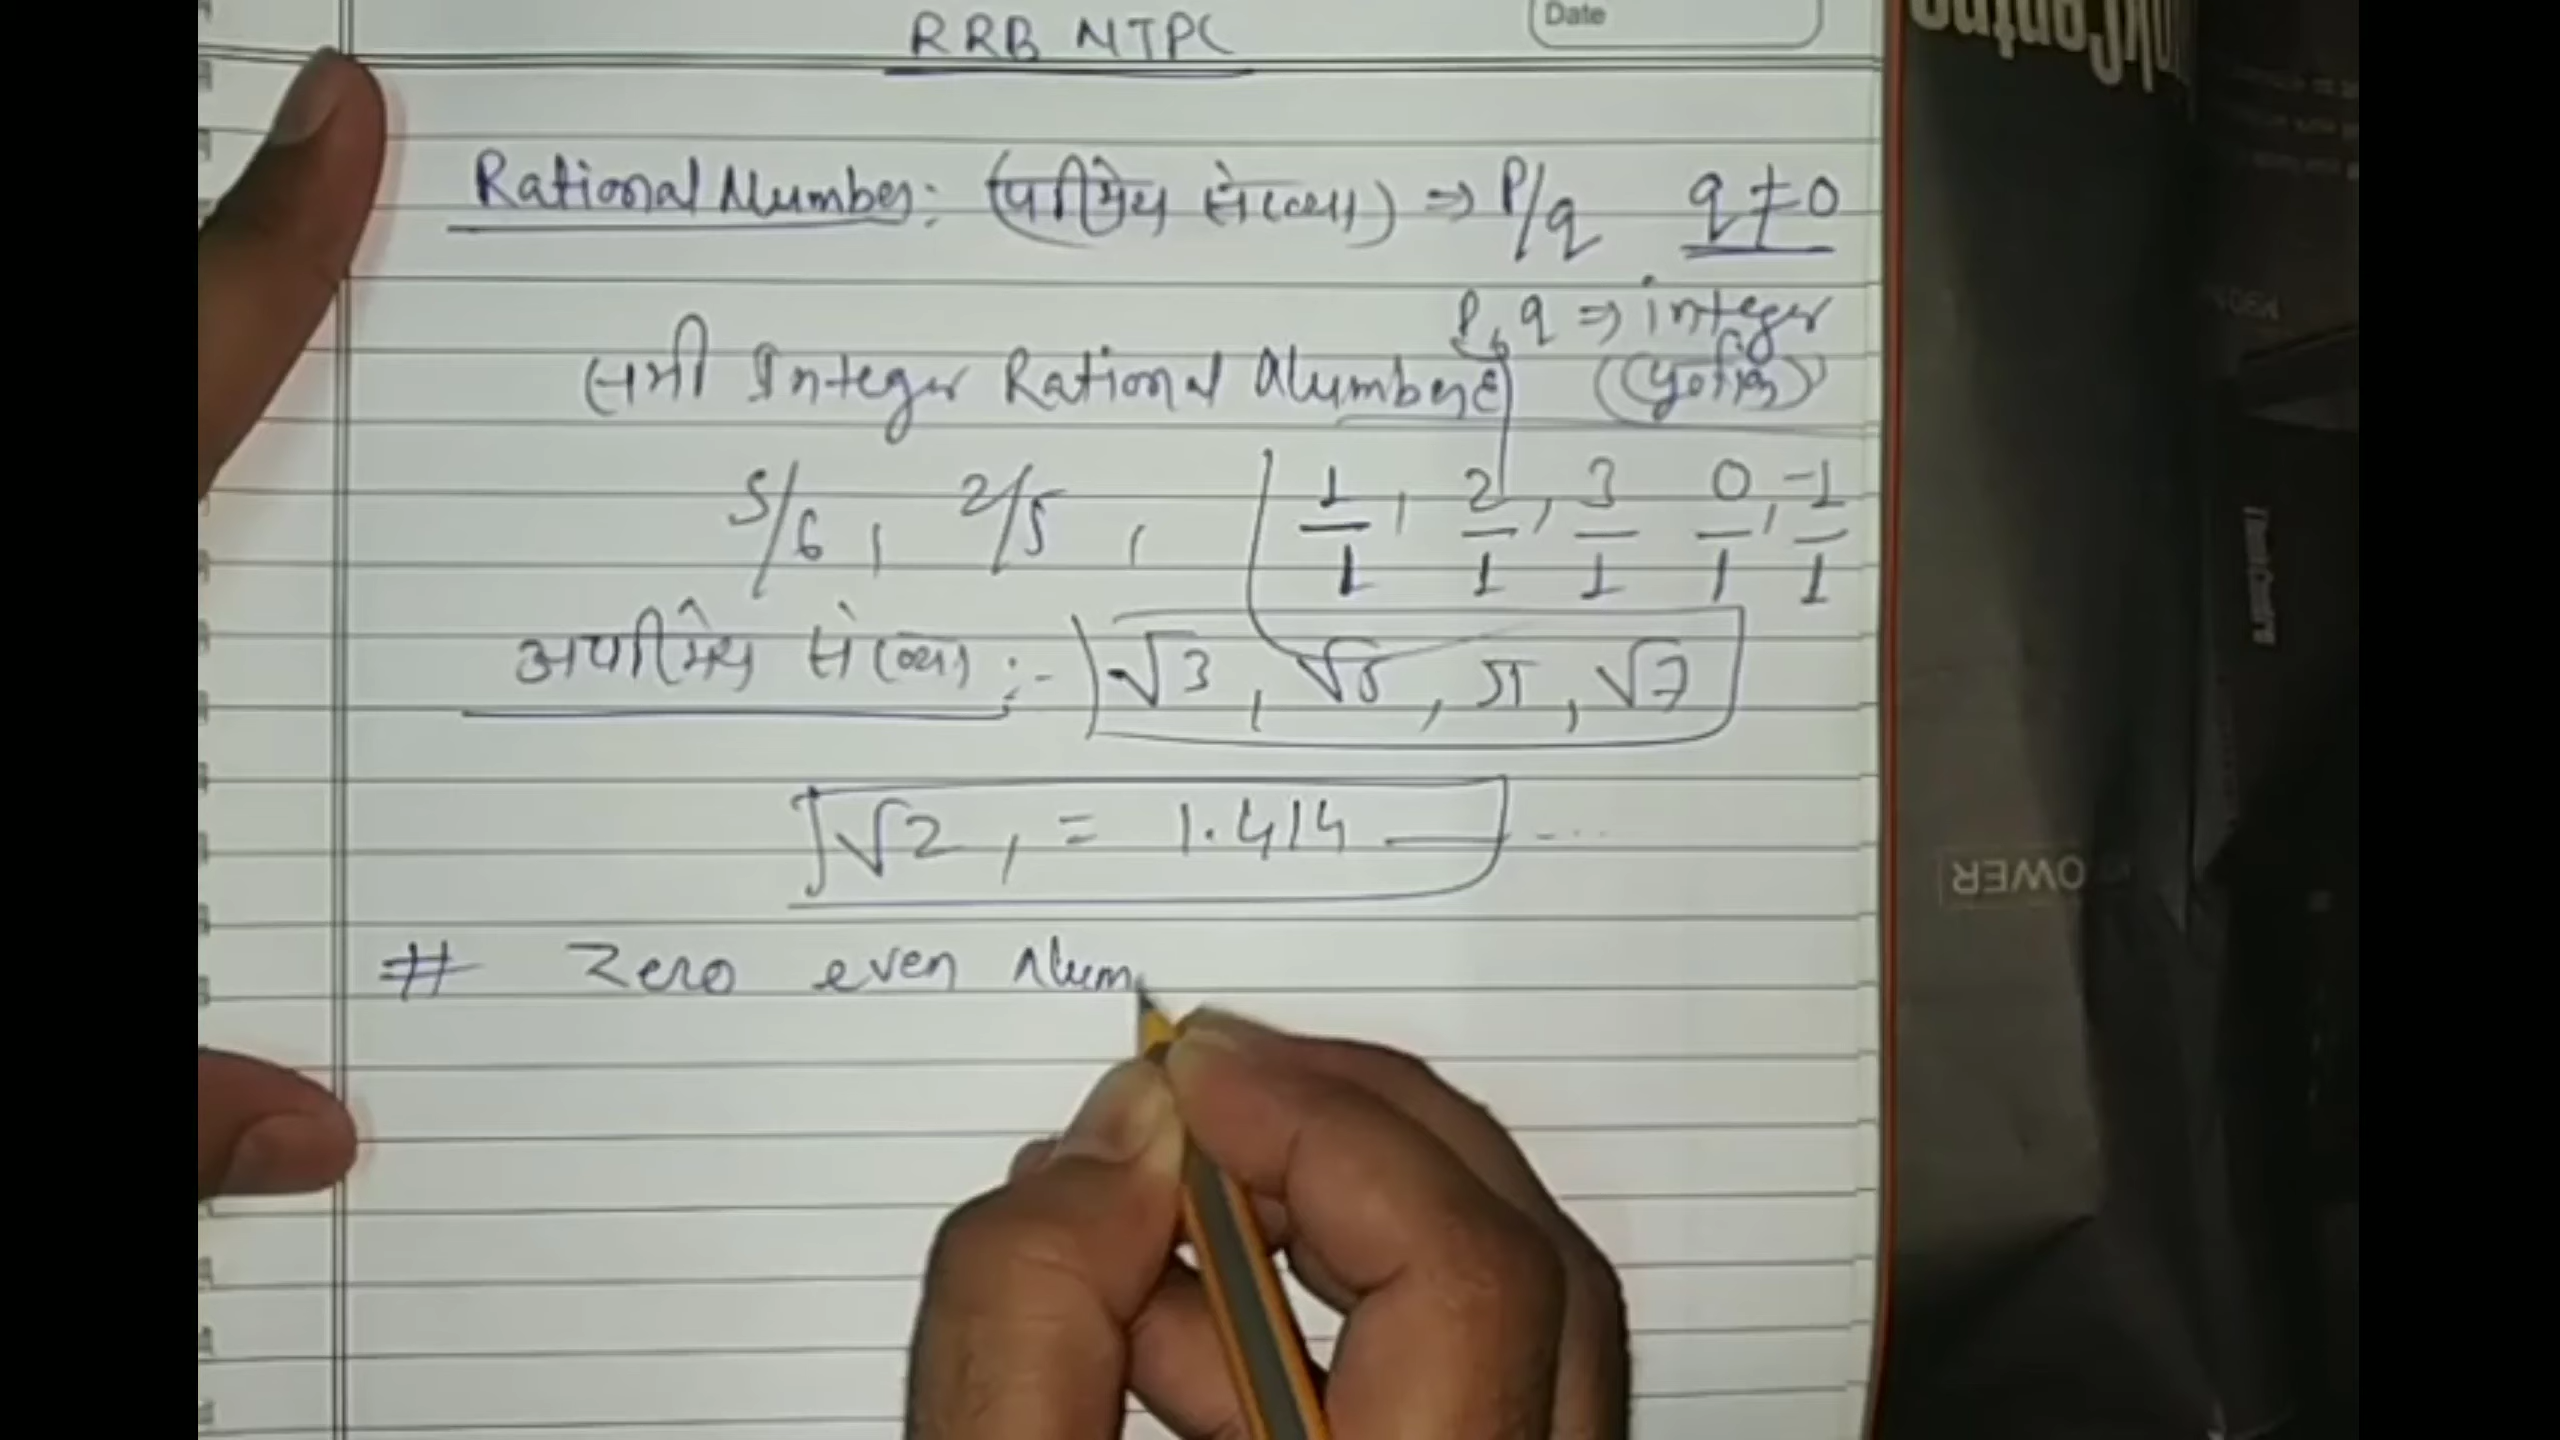 Date
RRB NTPC
Rational Number: (परिमेय संख्या) => P/q q ≠ 0
P, q => integer
(पूर्णांक)
सभी Integer Rational Number है
5/6, 2/5, 1/1, 2/1, 3/1 0/1, -1/1
अपरिमेय संख्या :- √3, √5, π, √7
√2, = 1.414 — - ...
# Zero even Num
POWER